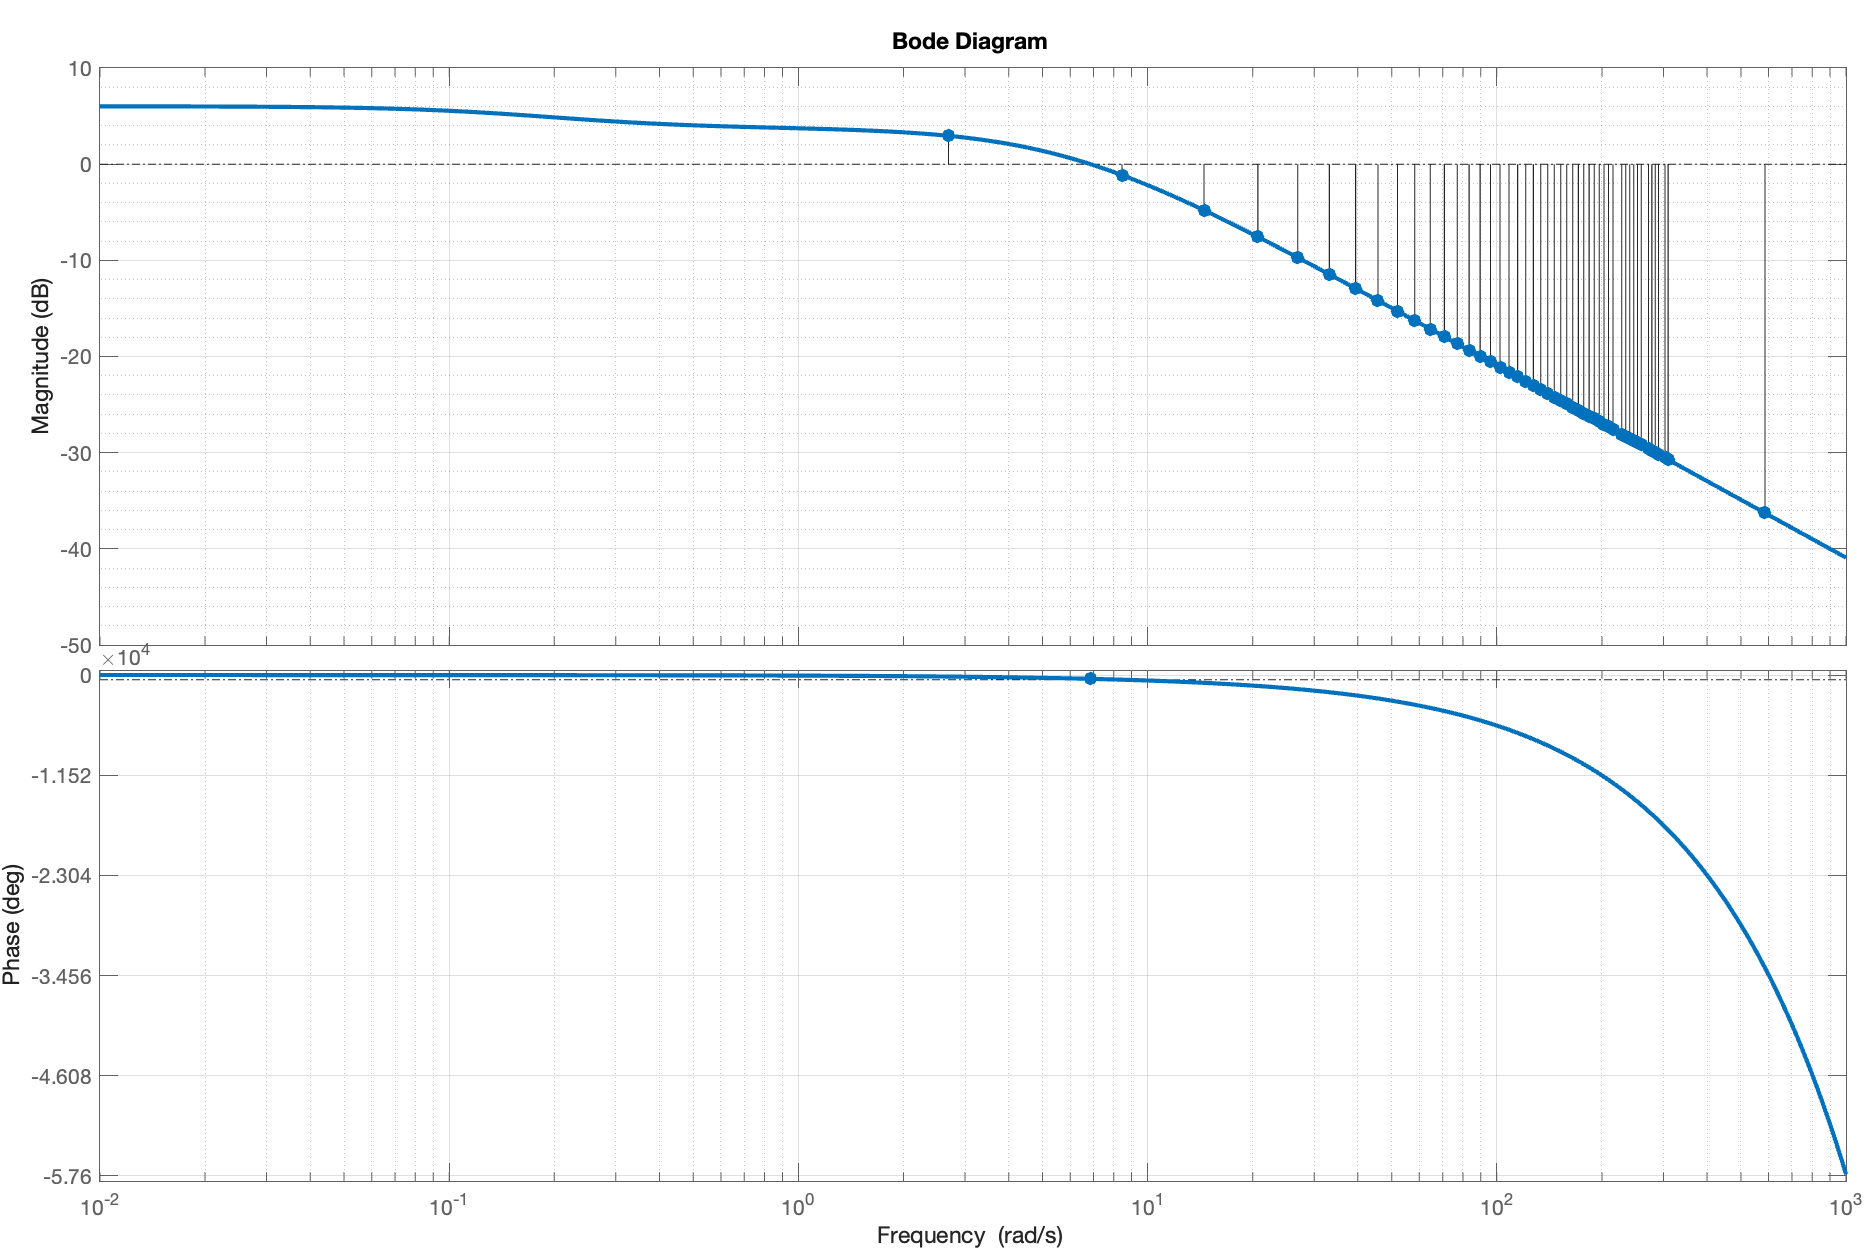 Bode Diagram
Magnitude (dB)
10
0
-10
-20
-30
-40
-50
×10⁴
Phase (deg)
0
-1.152
-2.304
-3.456
-4.608
-5.76
10⁻² 10⁻¹ 10⁰ 10¹ 10² 10³
Frequency (rad/s)